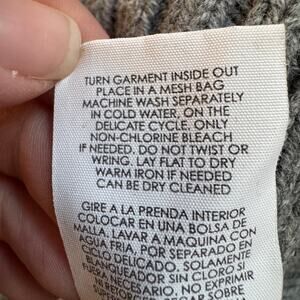 TURN GARMENT INSIDE OUT
PLACE IN A MESH BAG
MACHINE WASH SEPARATELY
IN COLD WATER, ON THE
DELICATE CYCLE. ONLY
NON-CHLORINE BLEACH
IF NEEDED. DO NOT TWIST OR
WRING. LAY FLAT TO DRY
WARM IRON IF NEEDED
CAN BE DRY CLEANED
GIRE A LA PRENDA INTERIOR
COLOCAR EN UNA BOLSA DE
MALLA. LAVAR A MAQUINA CON
AGUA FRIA, POR SEPARADO EN
CICLO DELICADO. SOLAMENTE
BLANQUEADOR SIN CLORO SI
FUERA NECESARIO. NO EXPRIMIR